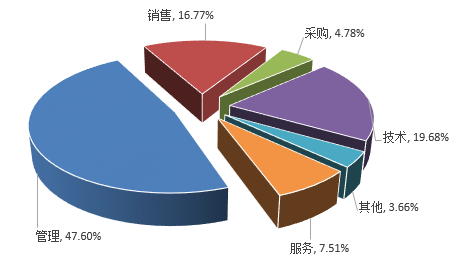 销售, 16.77%
采购, 4.78%
技术, 19.68%
其他, 3.66%
服务, 7.51%
管理, 47.60%